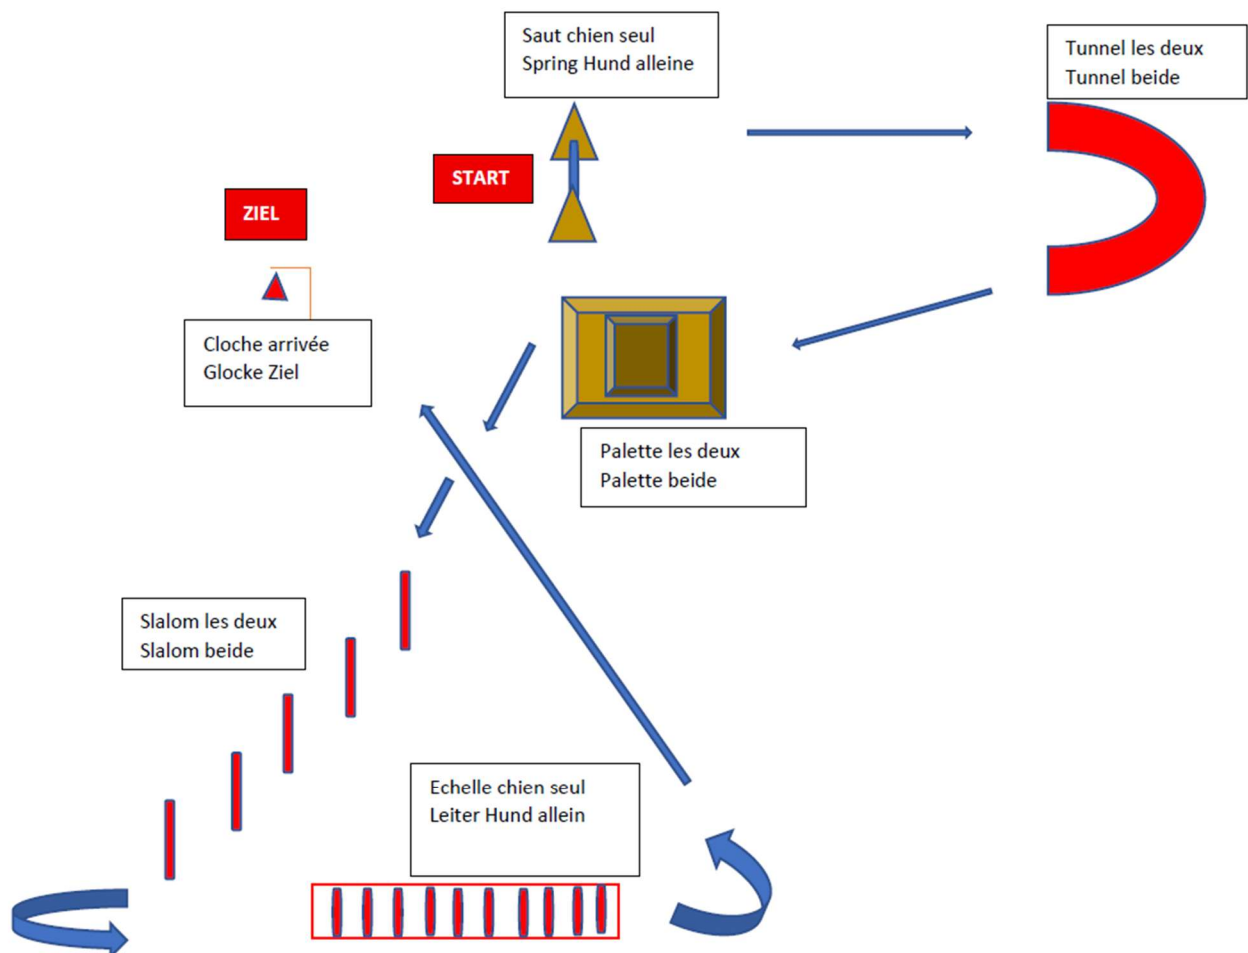 Saut chien seul
Spring Hund alleine
Tunnel les deux
Tunnel beide
START
ZIEL
Cloche arrivée
Glocke Ziel
Palette les deux
Palette beide
Slalom les deux
Slalom beide
Echelle chien seul
Leiter Hund allein